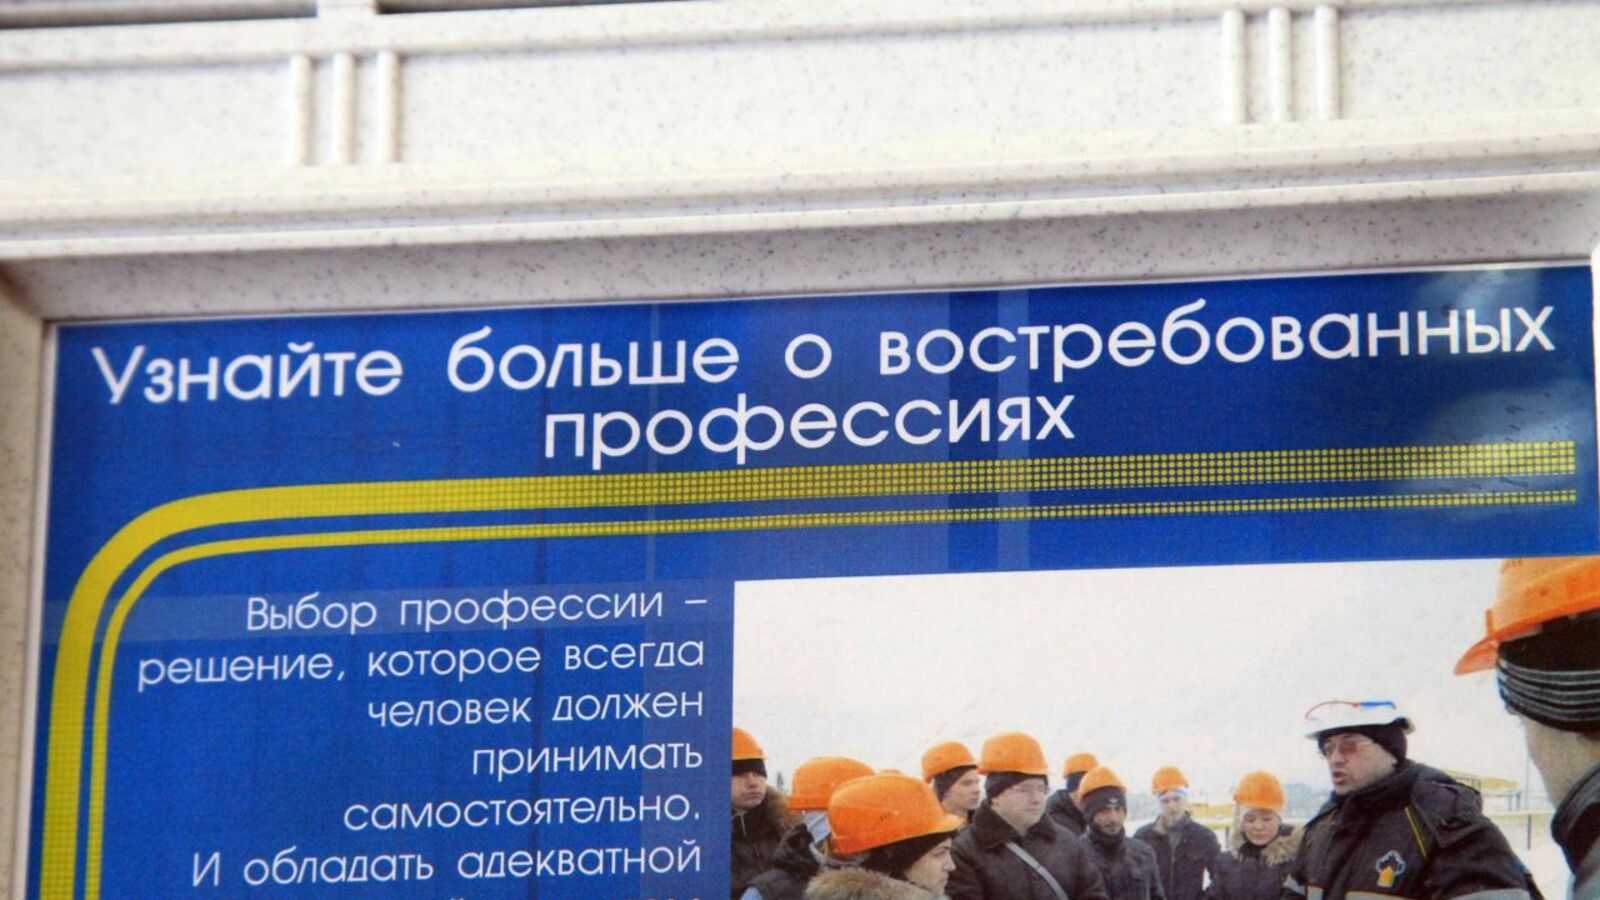 Узнайте больше о востребованных
профессиях
Выбор профессии –
решение, которое всегда
человек должен
принимать
самостоятельно.
И обладать адекватной